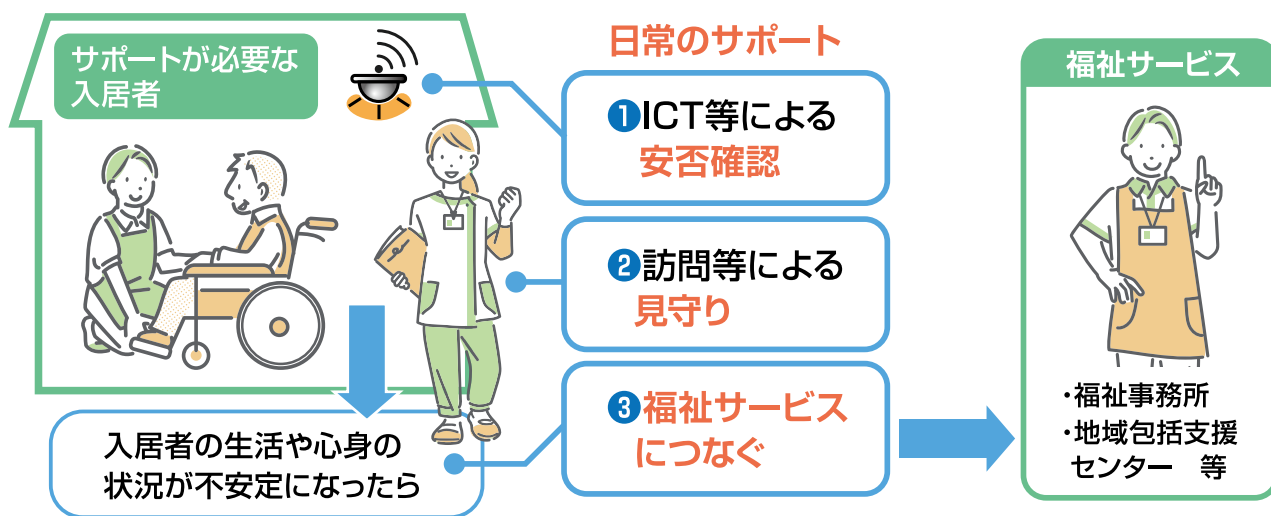 サポートが必要な
入居者
日常のサポート
❶ICT等による
安否確認
❷訪問等による
見守り
❸福祉サービス
につなぐ
入居者の生活や心身の
状況が不安定になったら
福祉サービス
・福祉事務所
・地域包括支援
センター　等